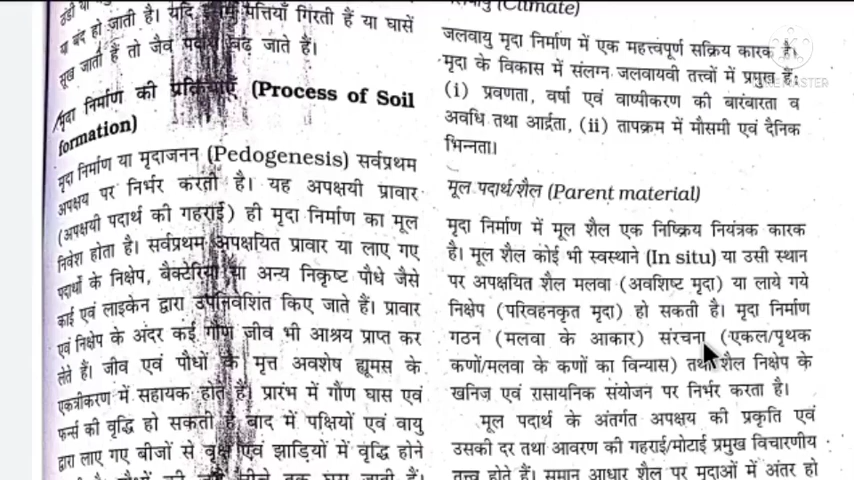 ठंडी या
या बंद हो जाती है। यदि इसमें पत्तियाँ गिरती हैं या घासें
सूख जाती हैं तो जैव पदार्थ बढ़ जाते हैं।
मृदा निर्माण की प्रक्रियाएँ (Process of Soil
formation)
मृदा निर्माण या मृदाजनन (Pedogenesis) सर्वप्रथम
अपक्षय पर निर्भर करती है। यह अपक्षयी प्रावार
(अपक्षयी पदार्थ की गहराई) ही मृदा निर्माण का मूल
निवेश होता है। सर्वप्रथम अपक्षयित प्रावार या लाए गए
पदार्थों के निक्षेप, बैक्टेरिया या अन्य निकृष्ट पौधे जैसे
काई एवं लाइकेन द्वारा उपनिवेशित किए जाते हैं। प्रावार
एवं निक्षेप के अंदर कई गौण जीव भी आश्रय प्राप्त कर
लेते हैं। जीव एवं पौधों के मृत्त अवशेष ह्यूमस के
एकत्रीकरण में सहायक होते हैं। प्रारंभ में गौण घास एवं
फर्न्स की वृद्धि हो सकती है बाद में पक्षियों एवं वायु
द्वारा लाए गए बीजों से वृक्ष एवं झाड़ियों में वृद्धि होने
जलवायु (Climate)
जलवायु मृदा निर्माण में एक महत्त्वपूर्ण सक्रिय कारक है।
मृदा के विकास में संलग्न जलवायवी तत्त्वों में प्रमुख हैं:
(i) प्रवणता, वर्षा एवं वाष्पीकरण की बारंबारता व
अवधि तथा आर्द्रता, (ii) तापक्रम में मौसमी एवं दैनिक
भिन्नता।
मूल पदार्थ/शैल (Parent material)
मृदा निर्माण में मूल शैल एक निष्क्रिय नियंत्रक कारक
है। मूल शैल कोई भी स्वस्थाने (In situ) या उसी स्थान
पर अपक्षयित शैल मलवा (अवशिष्ट मृदा) या लाये गये
निक्षेप (परिवहनकृत मृदा) हो सकती है। मृदा निर्माण
गठन (मलवा के आकार) संरचना (एकल/पृथक
कणों/मलवा के कणों का विन्यास) तथा शैल निक्षेप के
खनिज एवं रासायनिक संयोजन पर निर्भर करता है।
मूल पदार्थ के अंतर्गत अपक्षय की प्रकृति एवं
उसकी दर तथा आवरण की गहराई/मोटाई प्रमुख विचारणीय
तत्त्व होते हैं। समान आधार शैल पर मृदाओं में अंतर हो